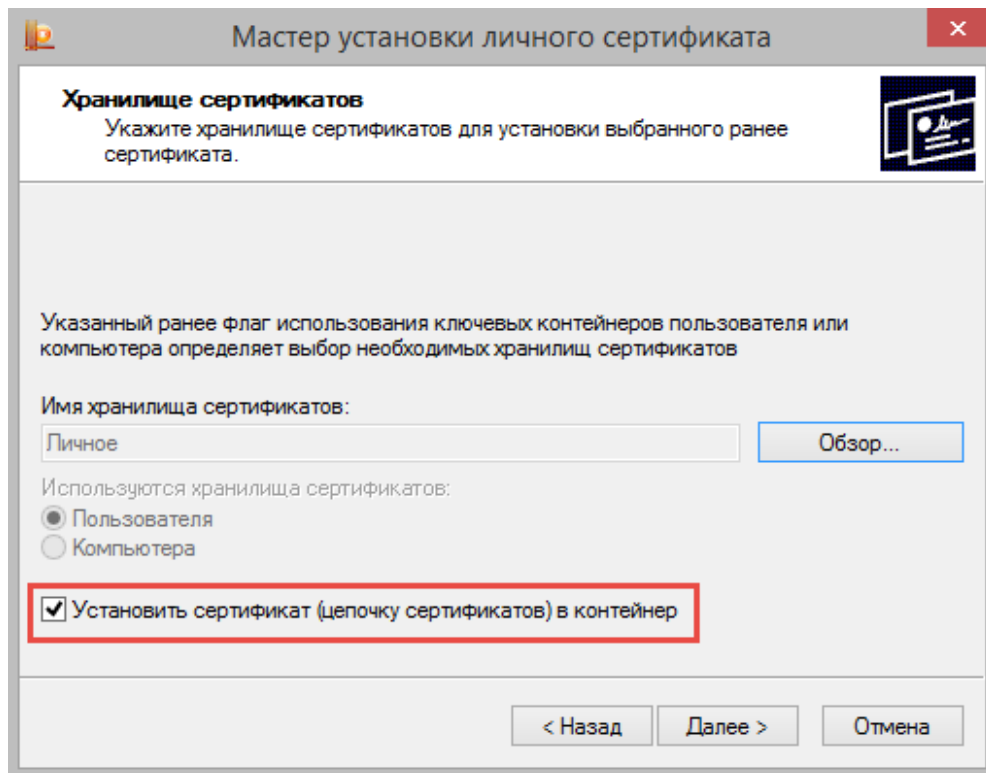 Мастер установки личного сертификата
Хранилище сертификатов
Укажите хранилище сертификатов для установки выбранного ранее
сертификата.
Указанный ранее флаг использования ключевых контейнеров пользователя или
компьютера определяет выбор необходимых хранилищ сертификатов
Имя хранилища сертификатов:
Личное
Обзор...
Используются хранилища сертификатов:
Пользователя
Компьютера
Установить сертификат (цепочку сертификатов) в контейнер
< Назад
Далее >
Отмена